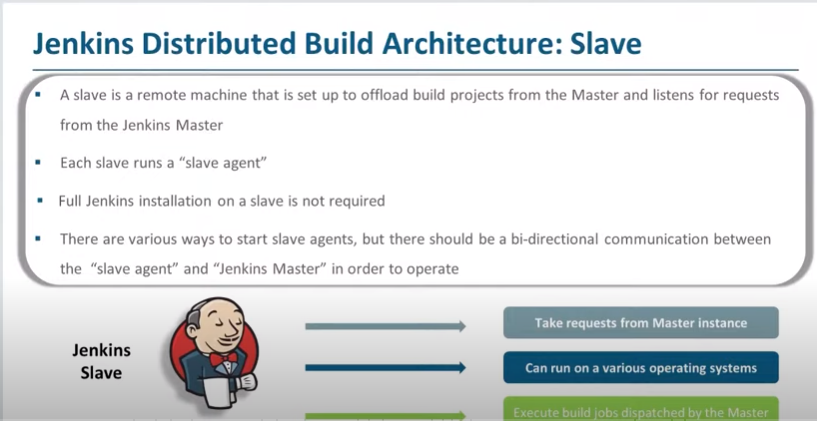 Jenkins Distributed Build Architecture: Slave
A slave is a remote machine that is set up to offload build projects from the Master and listens for requests
from the Jenkins Master
Each slave runs a “slave agent”
Full Jenkins installation on a slave is not required
There are various ways to start slave agents, but there should be a bi-directional communication between
the “slave agent” and “Jenkins Master” in order to operate
Jenkins
Slave
Take requests from Master instance
Can run on a various operating systems
Execute build jobs dispatched by the Master